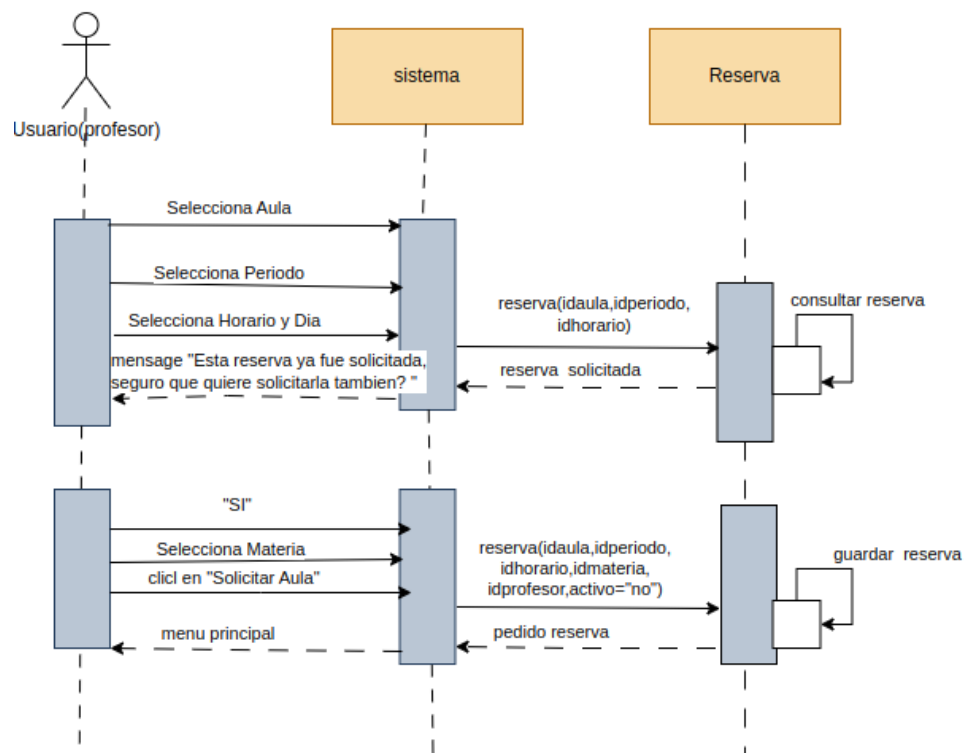 sistema
Reserva
Usuario(profesor)
Selecciona Aula
Selecciona Periodo
Selecciona Horario y Dia
reserva(idaula,idperiodo,
idhorario)
consultar reserva
mensage "Esta reserva ya fue solicitada,
seguro que quiere solicitarla tambien? "
reserva solicitada
"SI"
Selecciona Materia
clicl en "Solicitar Aula"
reserva(idaula,idperiodo,
idhorario,idmateria,
idprofesor,activo="no")
guardar reserva
menu principal
pedido reserva